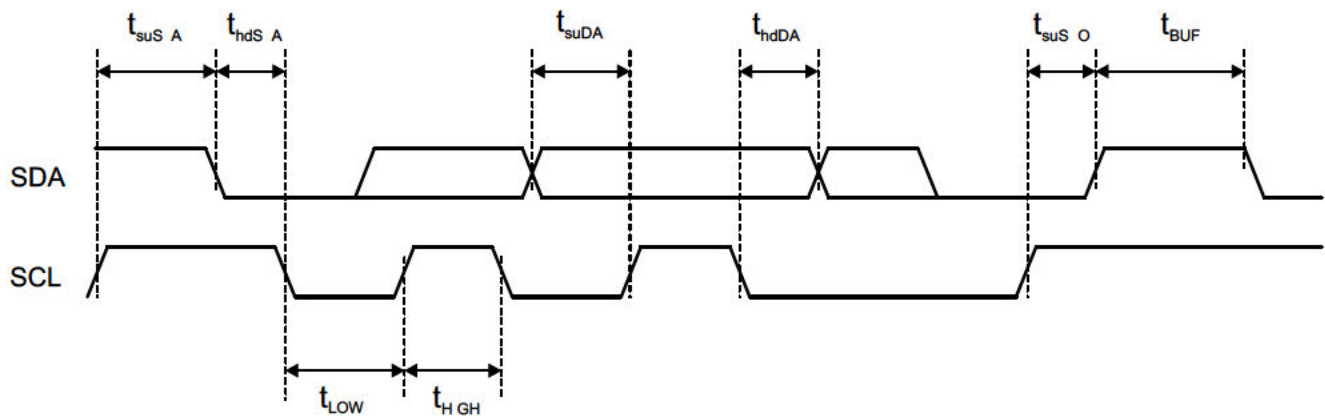 tsuS A thdS A tsuDA thdDA tsuS O tBUF
SDA
SCL
tLOW tH GH